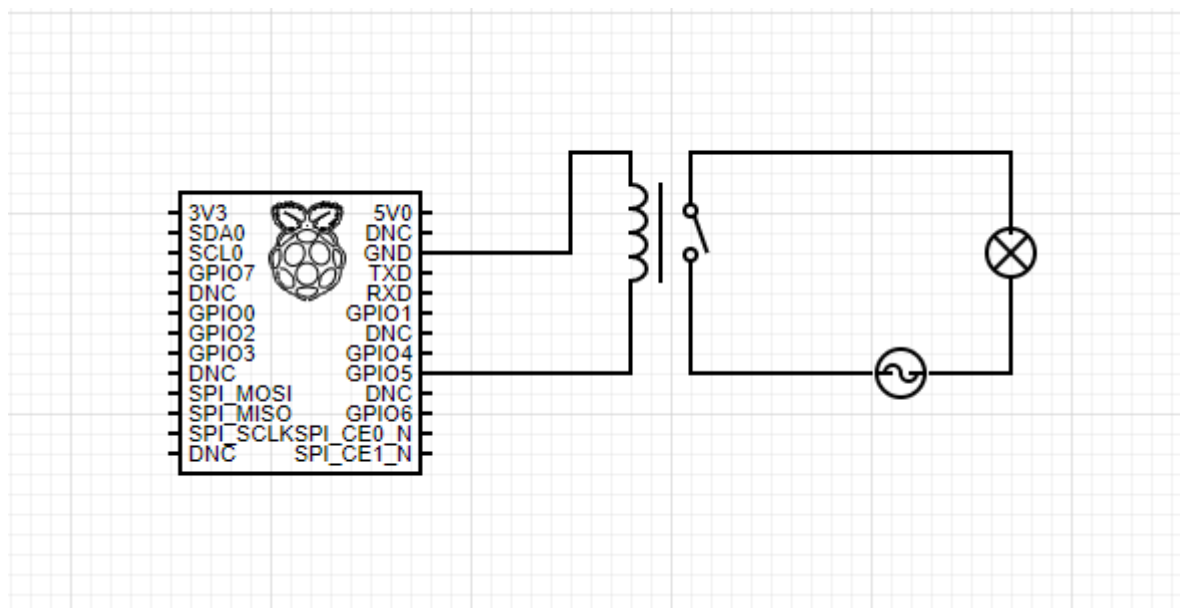 3V3 5V0
SDA0 DNC
SCL0 GND
GPIO7 TXD
DNC RXD
GPIO0 GPIO1
GPIO2 DNC
GPIO3 GPIO4
DNC GPIO5
SPI_MOSI DNC
SPI_MISO GPIO6
SPI_SCLK SPI_CE0_N
DNC SPI_CE1_N